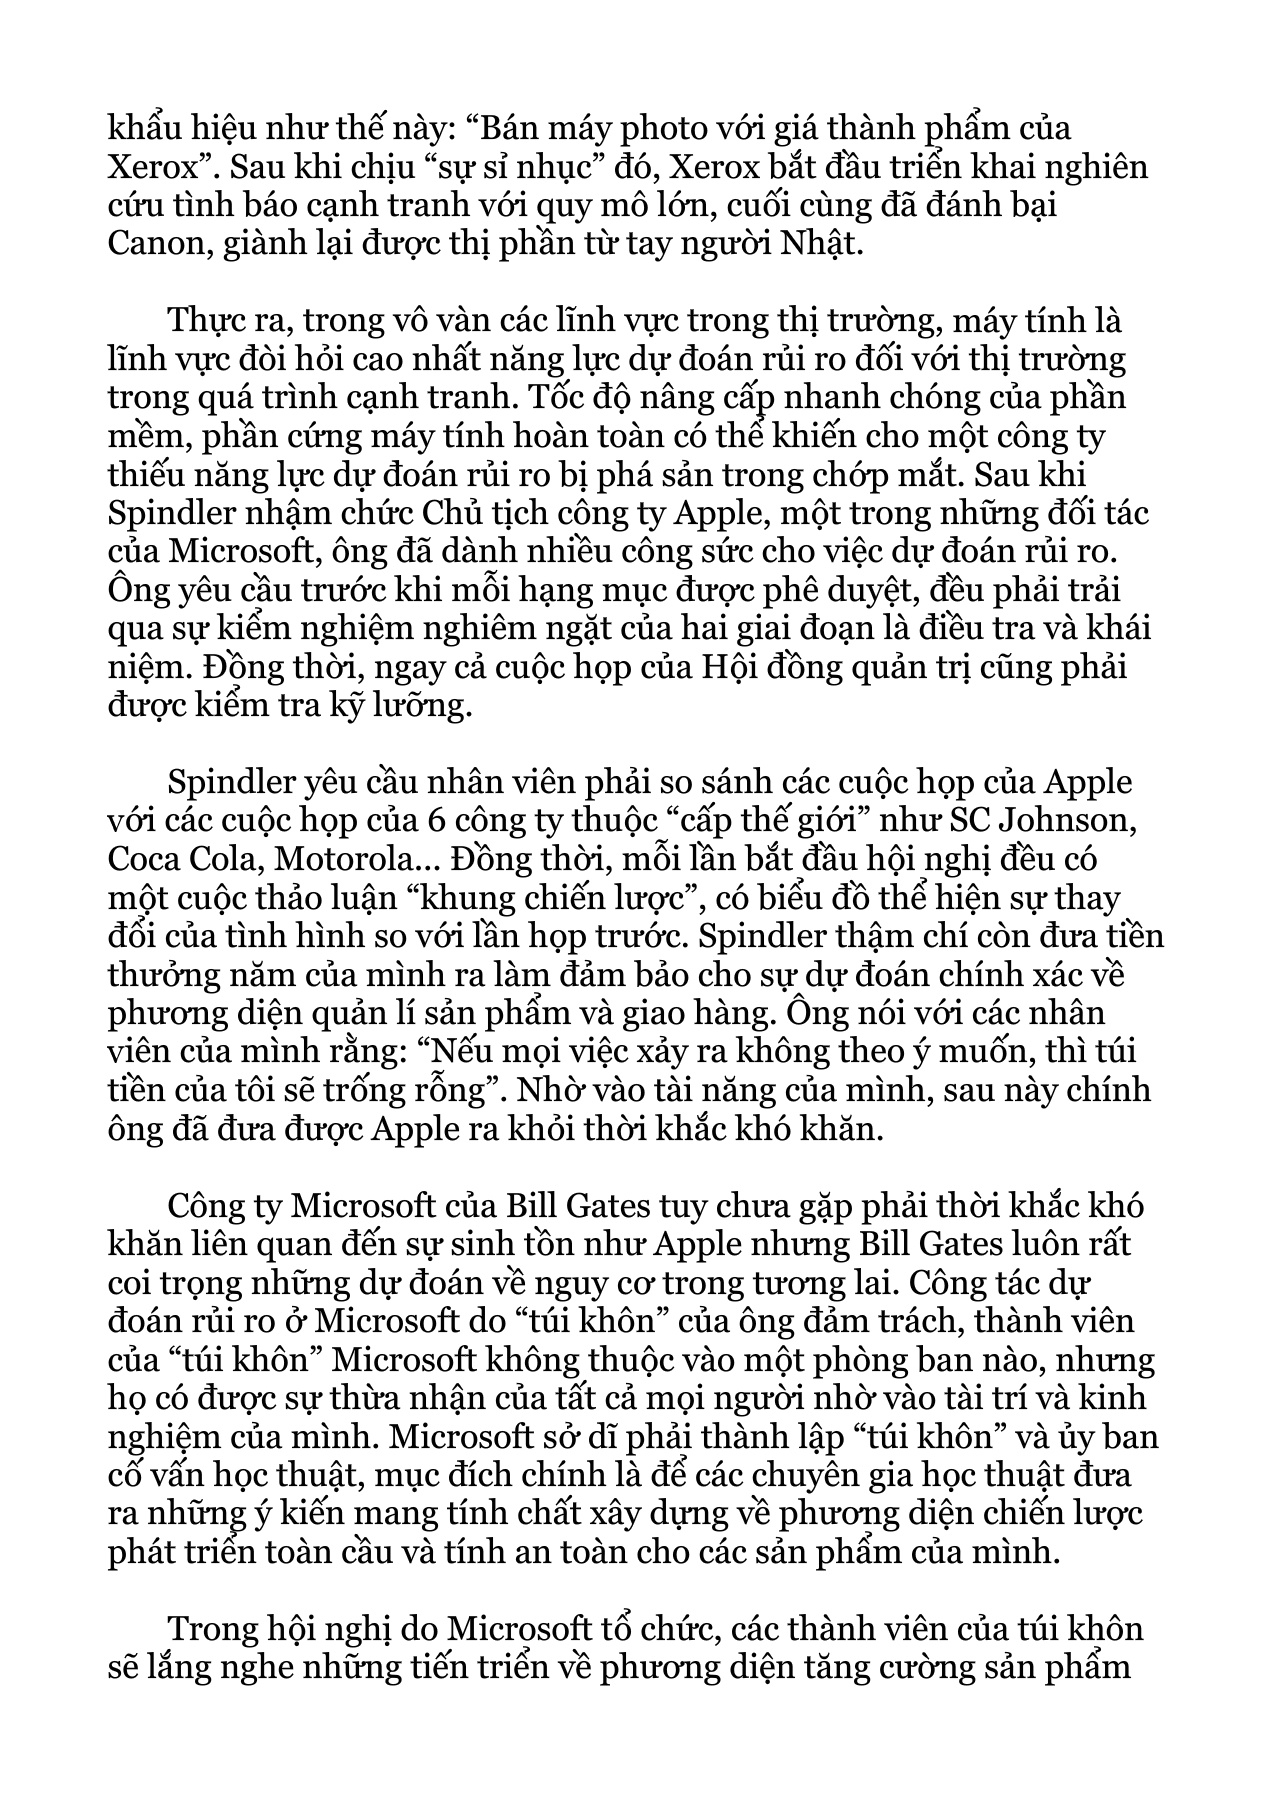 khẩu hiệu như thế này: “Bán máy photo với giá thành phẩm của
Xerox”. Sau khi chịu “sự sỉ nhục” đó, Xerox bắt đầu triển khai nghiên
cứu tình báo cạnh tranh với quy mô lớn, cuối cùng đã đánh bại
Canon, giành lại được thị phần từ tay người Nhật.
Thực ra, trong vô vàn các lĩnh vực trong thị trường, máy tính là
lĩnh vực đòi hỏi cao nhất năng lực dự đoán rủi ro đối với thị trường
trong quá trình cạnh tranh. Tốc độ nâng cấp nhanh chóng của phần
mềm, phần cứng máy tính hoàn toàn có thể khiến cho một công ty
thiếu năng lực dự đoán rủi ro bị phá sản trong chớp mắt. Sau khi
Spindler nhậm chức Chủ tịch công ty Apple, một trong những đối tác
của Microsoft, ông đã dành nhiều công sức cho việc dự đoán rủi ro.
Ông yêu cầu trước khi mỗi hạng mục được phê duyệt, đều phải trải
qua sự kiểm nghiệm nghiêm ngặt của hai giai đoạn là điều tra và khái
niệm. Đồng thời, ngay cả cuộc họp của Hội đồng quản trị cũng phải
được kiểm tra kỹ lưỡng.
Spindler yêu cầu nhân viên phải so sánh các cuộc họp của Apple
với các cuộc họp của 6 công ty thuộc “cấp thế giới” như SC Johnson,
Coca Cola, Motorola... Đồng thời, mỗi lần bắt đầu hội nghị đều có
một cuộc thảo luận “khung chiến lược”, có biểu đồ thể hiện sự thay
đổi của tình hình so với lần họp trước. Spindler thậm chí còn đưa tiền
thưởng năm của mình ra làm đảm bảo cho sự dự đoán chính xác về
phương diện quản lí sản phẩm và giao hàng. Ông nói với các nhân
viên của mình rằng: “Nếu mọi việc xảy ra không theo ý muốn, thì túi
tiền của tôi sẽ trống rỗng”. Nhờ vào tài năng của mình, sau này chính
ông đã đưa được Apple ra khỏi thời khắc khó khăn.
Công ty Microsoft của Bill Gates tuy chưa gặp phải thời khắc khó
khăn liên quan đến sự sinh tồn như Apple nhưng Bill Gates luôn rất
coi trọng những dự đoán về nguy cơ trong tương lai. Công tác dự
đoán rủi ro ở Microsoft do “túi khôn” của ông đảm trách, thành viên
của “túi khôn” Microsoft không thuộc vào một phòng ban nào, nhưng
họ có được sự thừa nhận của tất cả mọi người nhờ vào tài trí và kinh
nghiệm của mình. Microsoft sở dĩ phải thành lập “túi khôn” và ủy ban
cố vấn học thuật, mục đích chính là để các chuyên gia học thuật đưa
ra những ý kiến mang tính chất xây dựng về phương diện chiến lược
phát triển toàn cầu và tính an toàn cho các sản phẩm của mình.
Trong hội nghị do Microsoft tổ chức, các thành viên của túi khôn
sẽ lắng nghe những tiến triển về phương diện tăng cường sản phẩm